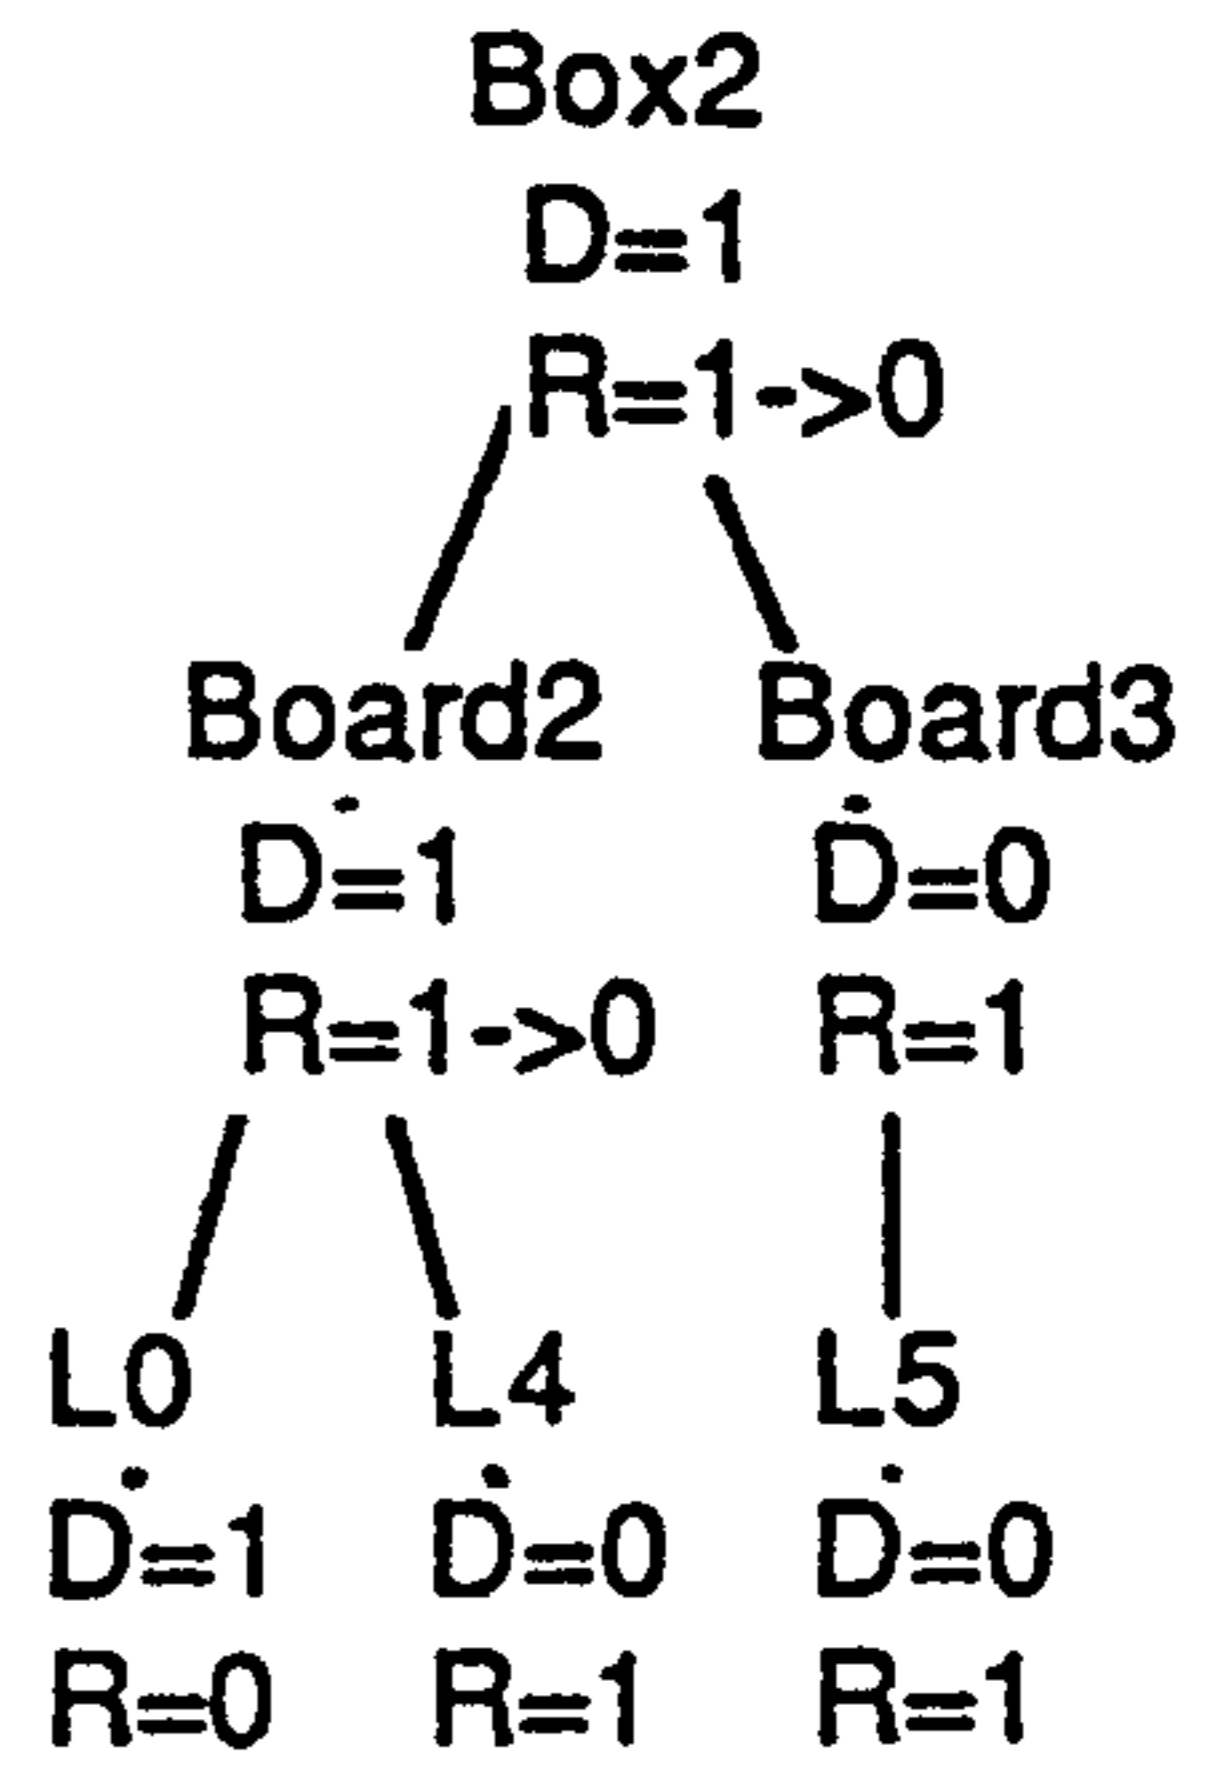 Box2
D=1
R=1->0
Board2 Board3
D=1 D=0
R=1->0 R=1
L0 L4 L5
D=1 D=0 D=0
R=0 R=1 R=1